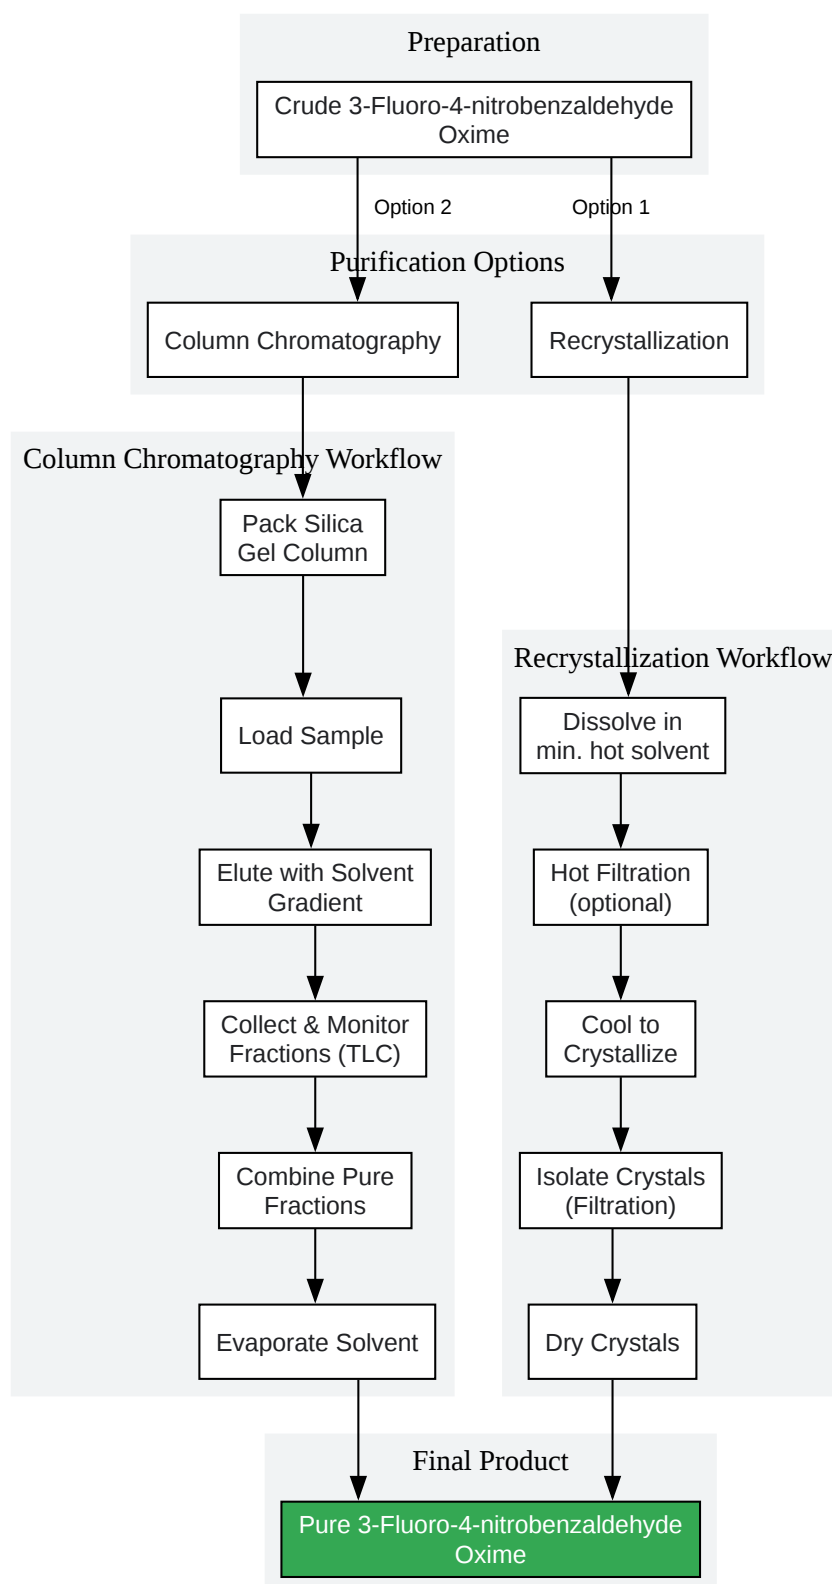 Preparation
Crude 3-Fluoro-4-nitrobenzaldehyde
Oxime
Option 2
Option 1
Purification Options
Column Chromatography
Recrystallization
Column Chromatography Workflow
Pack Silica
Gel Column
Load Sample
Elute with Solvent
Gradient
Collect & Monitor
Fractions (TLC)
Combine Pure
Fractions
Evaporate Solvent
Recrystallization Workflow
Dissolve in
min. hot solvent
Hot Filtration
(optional)
Cool to
Crystallize
Isolate Crystals
(Filtration)
Dry Crystals
Final Product
Pure 3-Fluoro-4-nitrobenzaldehyde
Oxime